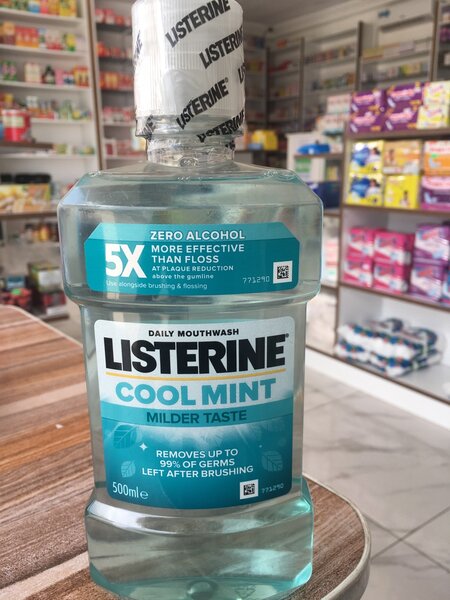 LISTERINE
LISTERINE
LISTERINE®
LISTERINE
ZERO ALCOHOL
5X MORE EFFECTIVE
THAN FLOSS
AT PLAQUE REDUCTION
above the gumline
Use alongside brushing & flossing
771290
DAILY MOUTHWASH
LISTERINE®
COOL MINT
MILDER TASTE
REMOVES UP TO
99% OF GERMS
LEFT AFTER BRUSHING
500ml℮
771290